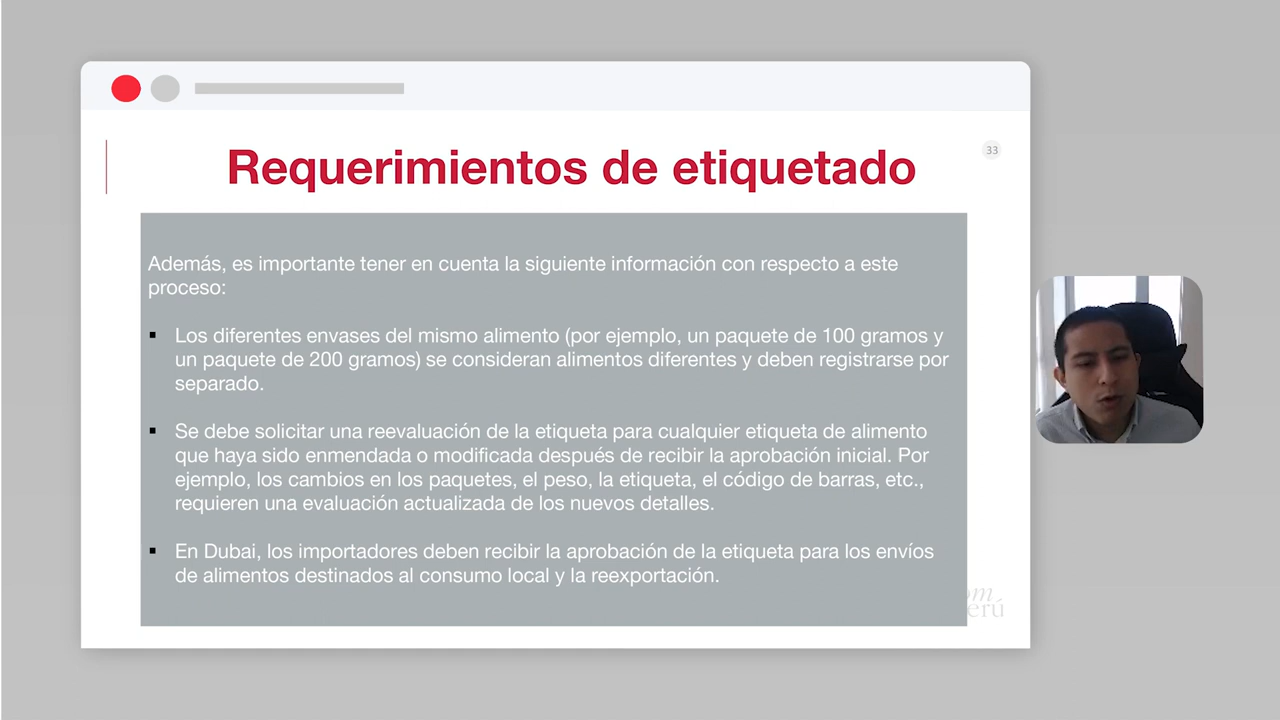 Requerimientos de etiquetado
33
Además, es importante tener en cuenta la siguiente información con respecto a este
proceso:
▪ Los diferentes envases del mismo alimento (por ejemplo, un paquete de 100 gramos y
un paquete de 200 gramos) se consideran alimentos diferentes y deben registrarse por
separado.
▪ Se debe solicitar una reevaluación de la etiqueta para cualquier etiqueta de alimento
que haya sido enmendada o modificada después de recibir la aprobación inicial. Por
ejemplo, los cambios en los paquetes, el peso, la etiqueta, el código de barras, etc.,
requieren una evaluación actualizada de los nuevos detalles.
▪ En Dubai, los importadores deben recibir la aprobación de la etiqueta para los envíos
de alimentos destinados al consumo local y la reexportación.